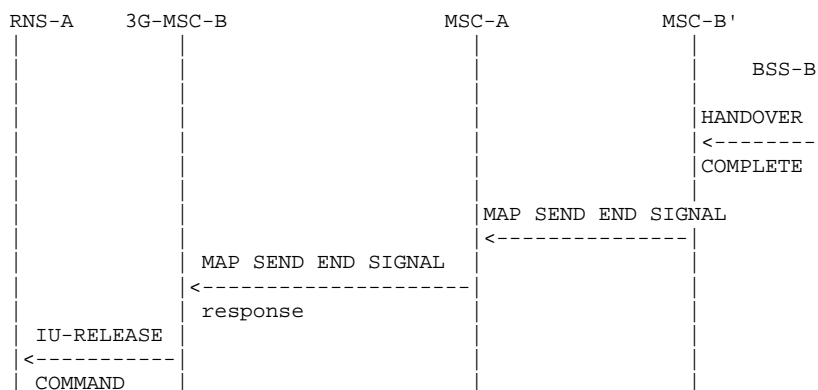 RNS-A 3G-MSC-B MSC-A MSC-B'
BSS-B
HANDOVER
COMPLETE
MAP SEND END SIGNAL
MAP SEND END SIGNAL
response
IU-RELEASE
COMMAND